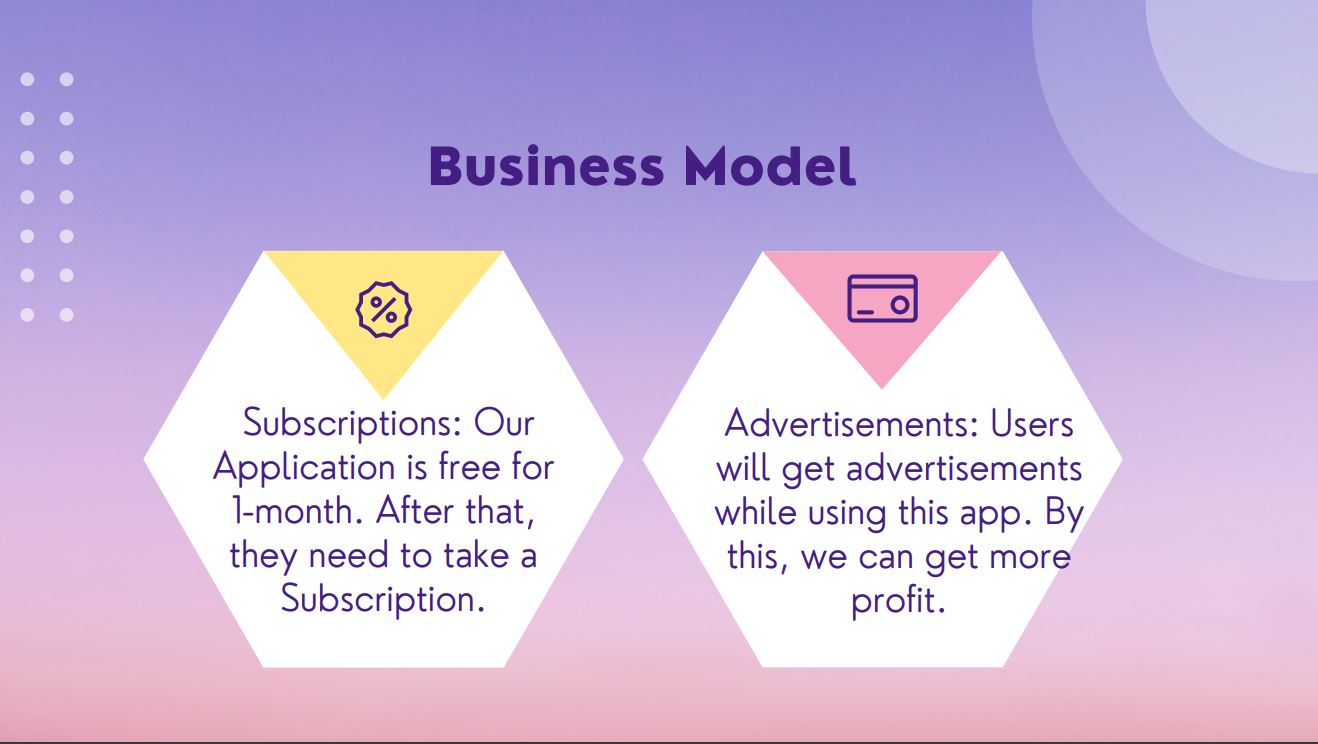 Business Model
Subscriptions: Our
Application is free for
1-month. After that,
they need to take a
Subscription.
Advertisements: Users
will get advertisements
while using this app. By
this, we can get more
profit.